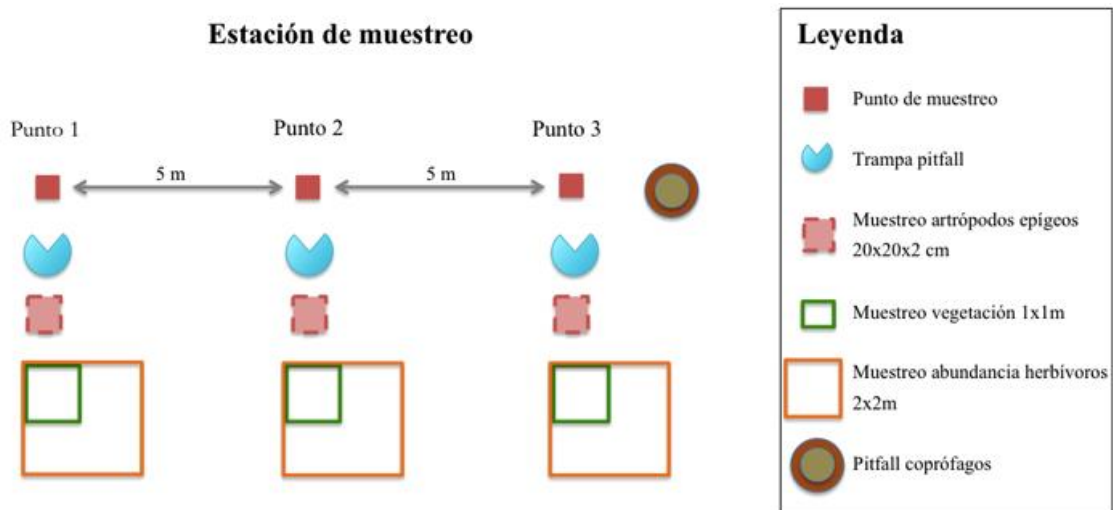 Estación de muestreo
Punto 1
Punto 2
Punto 3
5 m
5 m
Leyenda
Punto de muestreo
Trampa pitfall
Muestreo artrópodos epígeos
20x20x2 cm
Muestreo vegetación 1x1m
Muestreo abundancia herbívoros
2x2m
Pitfall coprófagos